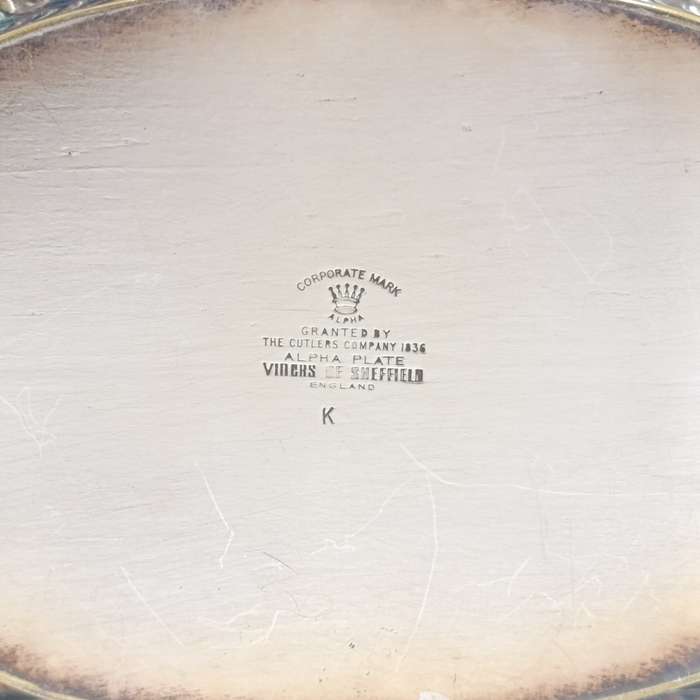 CORPORATE MARK
ALPHA
GRANTED BY
THE CUTLERS COMPANY 1836
ALPHA PLATE
VINERS OF SHEFFIELD
ENGLAND
K